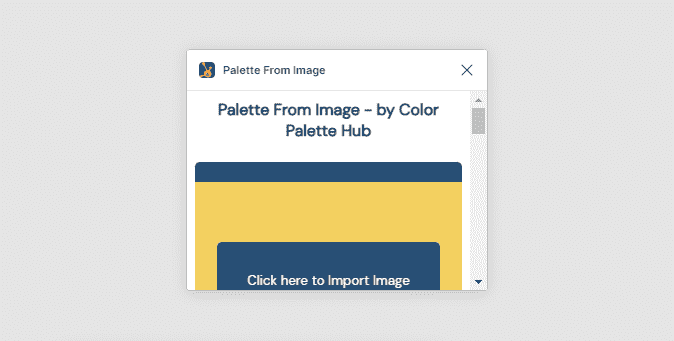 Palette From Image
Palette From Image - by Color
Palette Hub
Click here to Import Image